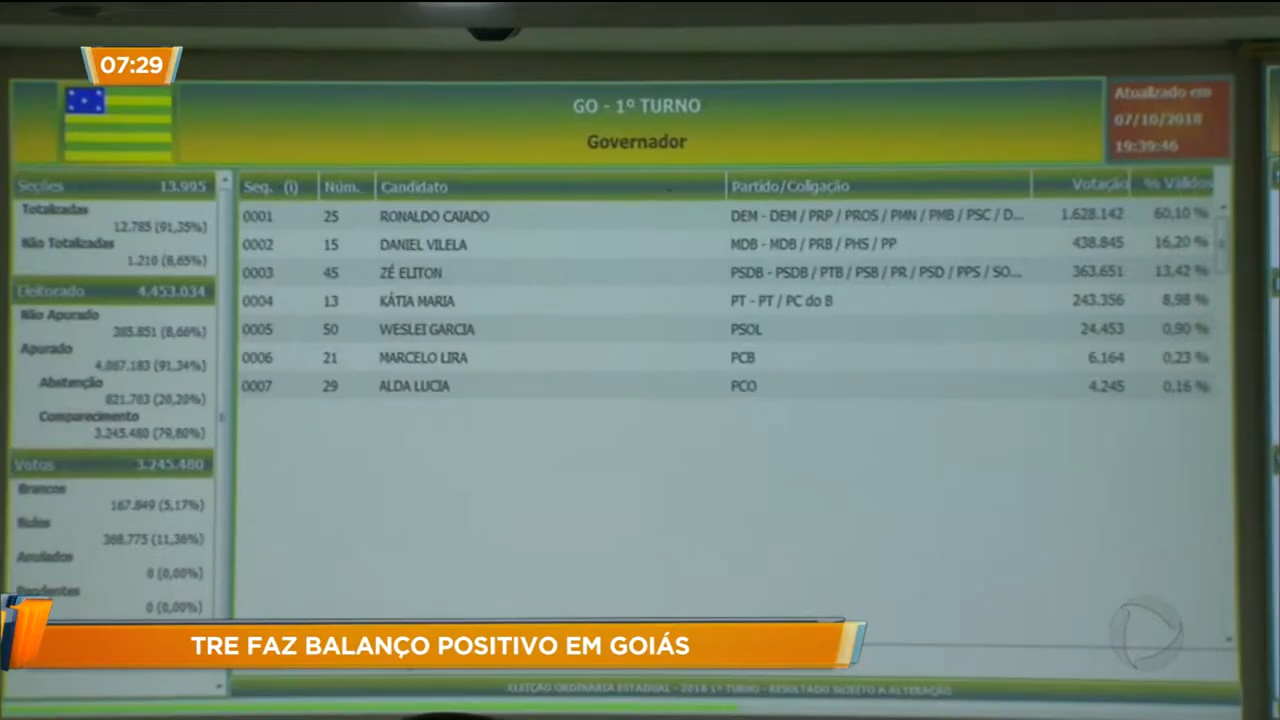 07:29
GO - 1º TURNO
Governador
Atualizado em
07/10/2018
19:39:46
Seções 13.995
Totalizadas
12.785 (91,35%)
Não Totalizadas
1.210 (8,65%)
Eleitorado 4.453.034
Não Apurado
385.851 (8,66%)
Apurado
4.067.183 (91,34%)
Abstenção
821.703 (20,20%)
Comparecimento
3.245.480 (79,80%)
Votos 3.245.480
Brancos
167.849 (5,17%)
Nulos
368.775 (11,36%)
Anulados
0 (0,00%)
Pendentes
0 (0,00%)
Seq. (i) Núm. Candidato Partido/Coligação Votação % Válidos
0001 25 RONALDO CAIADO DEM - DEM / PRP / PROS / PMN / PMB / PSC / D... 1.628.142 60,10 %
0002 15 DANIEL VILELA MDB - MDB / PRB / PHS / PP 438.845 16,20 %
0003 45 ZÉ ELITON PSDB - PSDB / PTB / PSB / PR / PSD / PPS / SO... 363.651 13,42 %
0004 13 KÁTIA MARIA PT - PT / PC do B 243.356 8,98 %
0005 50 WESLEI GARCIA PSOL 24.453 0,90 %
0006 21 MARCELO LIRA PCB 6.164 0,23 %
0007 29 ALDA LUCIA PCO 4.245 0,16 %
TRE FAZ BALANÇO POSITIVO EM GOIÁS
ELEIÇÃO ORDINÁRIA ESTADUAL - 2018 1º TURNO - RESULTADO SUJEITO A ALTERAÇÃO